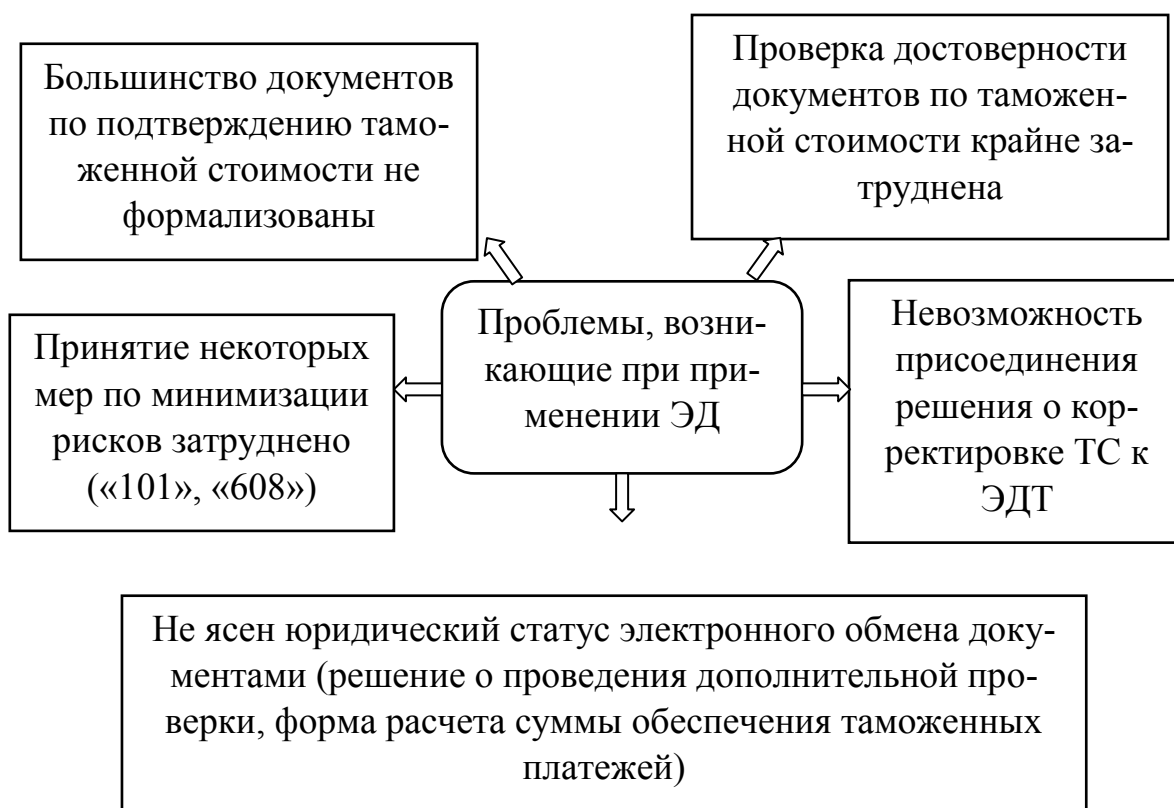 Большинство документов
по подтверждению тамо-
женной стоимости не
формализованы
Проверка достоверности
документов по таможен-
ной стоимости крайне за-
труднена
Принятие некоторых
мер по минимизации
рисков затруднено
(«101», «608»)
Проблемы, возни-
кающие при при-
менении ЭД
Невозможность
присоединения
решения о кор-
ректировке ТС к
ЭДТ
Не ясен юридический статус электронного обмена доку-
ментами (решение о проведения дополнительной про-
верки, форма расчета суммы обеспечения таможенных
платежей)